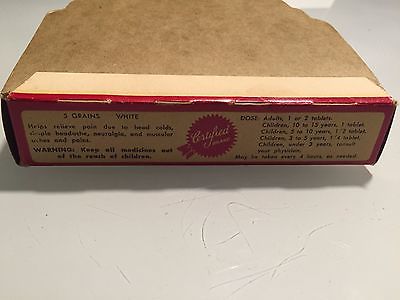 5 GRAINS WHITE
Helps relieve pain due to head colds,
simple headache, neuralgia, and muscular
aches and pains.
WARNING: Keep all medicines out
of the reach of children.
Certified
BRAND
DOSE: Adults, 1 or 2 tablets.
Children, 10 to 15 years, 1 tablet.
Children, 5 to 10 years, 1/2 tablet.
Children, 3 to 5 years, 1/4 tablet.
Children, under 3 years, consult
your physician.
May be taken every 4 hours, as needed.